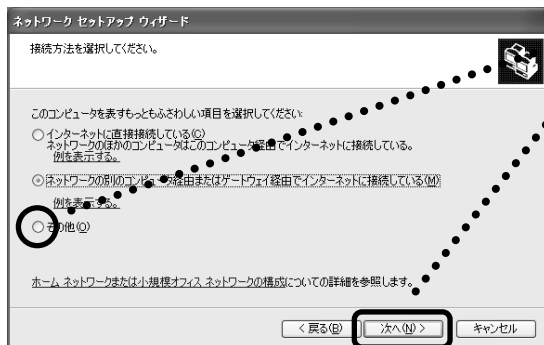 ネットワーク セットアップ ウィザード
接続方法を選択してください。
このコンピュータを表すもっともふさわしい項目を選択してください:
インターネットに直接接続している(C)
ネットワークのほかのコンピュータはこのコンピュータ経由でインターネットに接続している。
例を表示する。
ネットワークの別のコンピュータ経由またはゲートウェイ経由でインターネットに接続している(M)
例を表示する。
その他(O)
ホーム ネットワークまたは小規模オフィス ネットワークの構成についての詳細を参照します。
< 戻る(B)
次へ(N) >
キャンセル